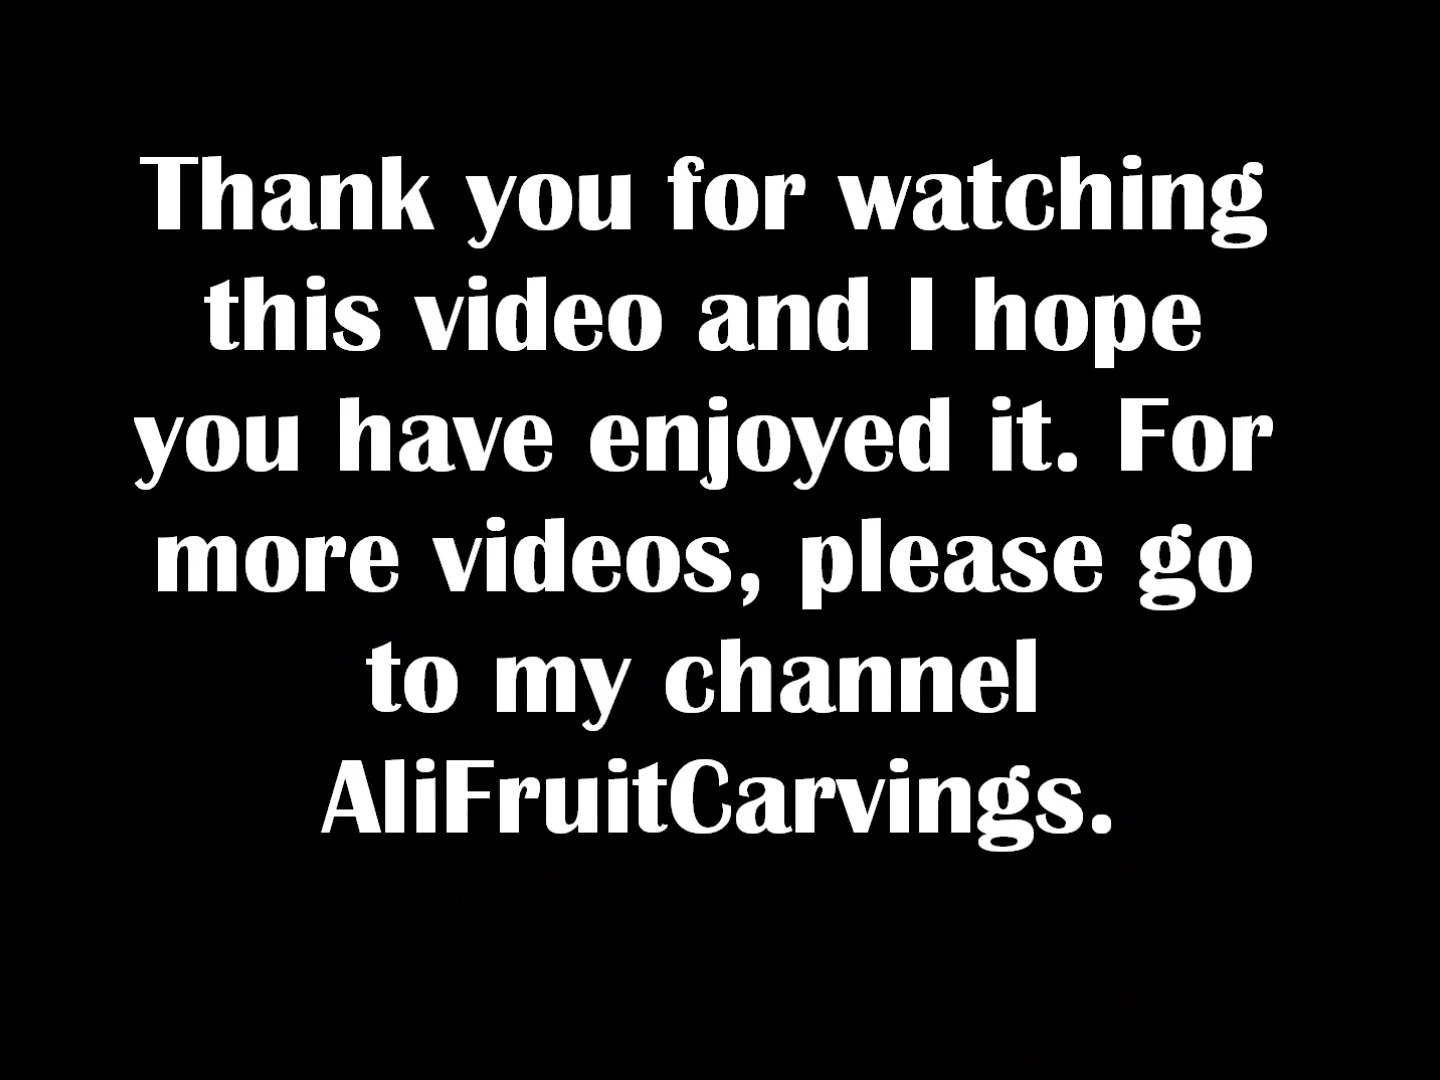 Thank you for watching
this video and I hope
you have enjoyed it. For
more videos, please go
to my channel
AliFruitCarvings.